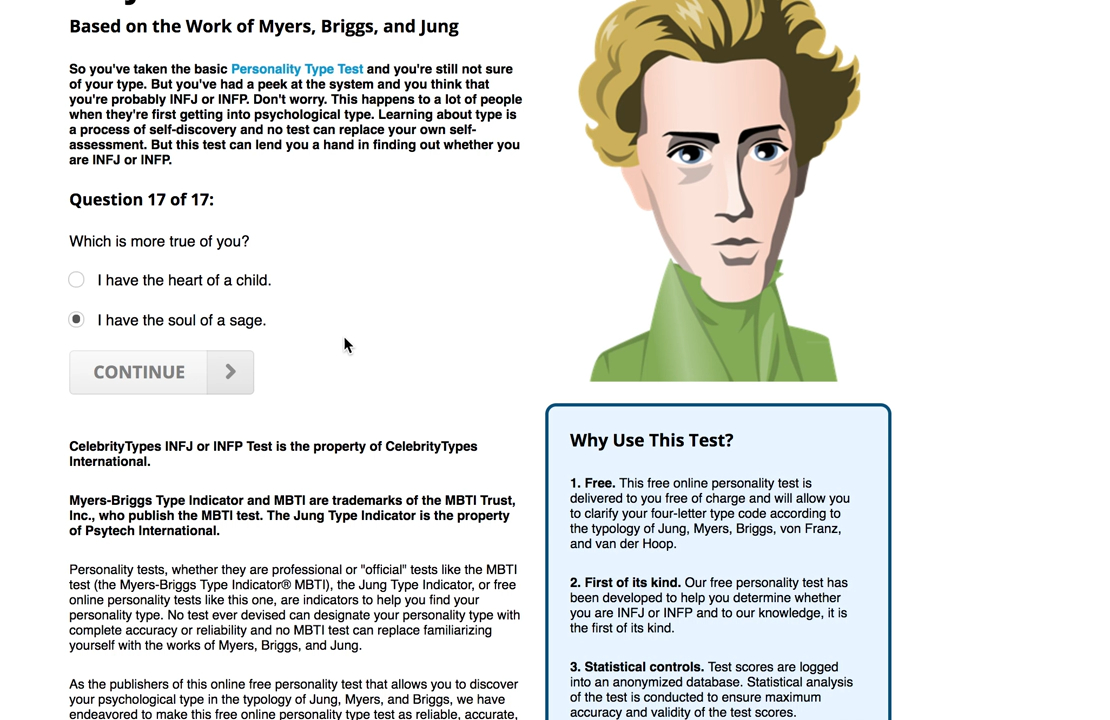 Based on the Work of Myers, Briggs, and Jung
So you've taken the basic Personality Type Test and you're still not sure
of your type. But you've had a peek at the system and you think that
you're probably INFJ or INFP. Don't worry. This happens to a lot of people
when they're first getting into psychological type. Learning about type is
a process of self-discovery and no test can replace your own self-
assessment. But this test can lend you a hand in finding out whether you
are INFJ or INFP.
Question 17 of 17:
Which is more true of you?
I have the heart of a child.
I have the soul of a sage.
CONTINUE
CelebrityTypes INFJ or INFP Test is the property of CelebrityTypes
International.
Myers-Briggs Type Indicator and MBTI are trademarks of the MBTI Trust,
Inc., who publish the MBTI test. The Jung Type Indicator is the property
of Psytech International.
Personality tests, whether they are professional or "official" tests like the MBTI
test (the Myers-Briggs Type Indicator® MBTI), the Jung Type Indicator, or free
online personality tests like this one, are indicators to help you find your
personality type. No test ever devised can designate your personality type with
complete accuracy or reliability and no MBTI test can replace familiarizing
yourself with the works of Myers, Briggs, and Jung.
As the publishers of this online free personality test that allows you to discover
your psychological type in the typology of Jung, Myers, and Briggs, we have
endeavored to make this free online personality type test as reliable, accurate,
Why Use This Test?
1. Free. This free online personality test is
delivered to you free of charge and will allow you
to clarify your four-letter type code according to
the typology of Jung, Myers, Briggs, von Franz,
and van der Hoop.
2. First of its kind. Our free personality test has
been developed to help you determine whether
you are INFJ or INFP and to our knowledge, it is
the first of its kind.
3. Statistical controls. Test scores are logged
into an anonymized database. Statistical analysis
of the test is conducted to ensure maximum
accuracy and validity of the test scores.